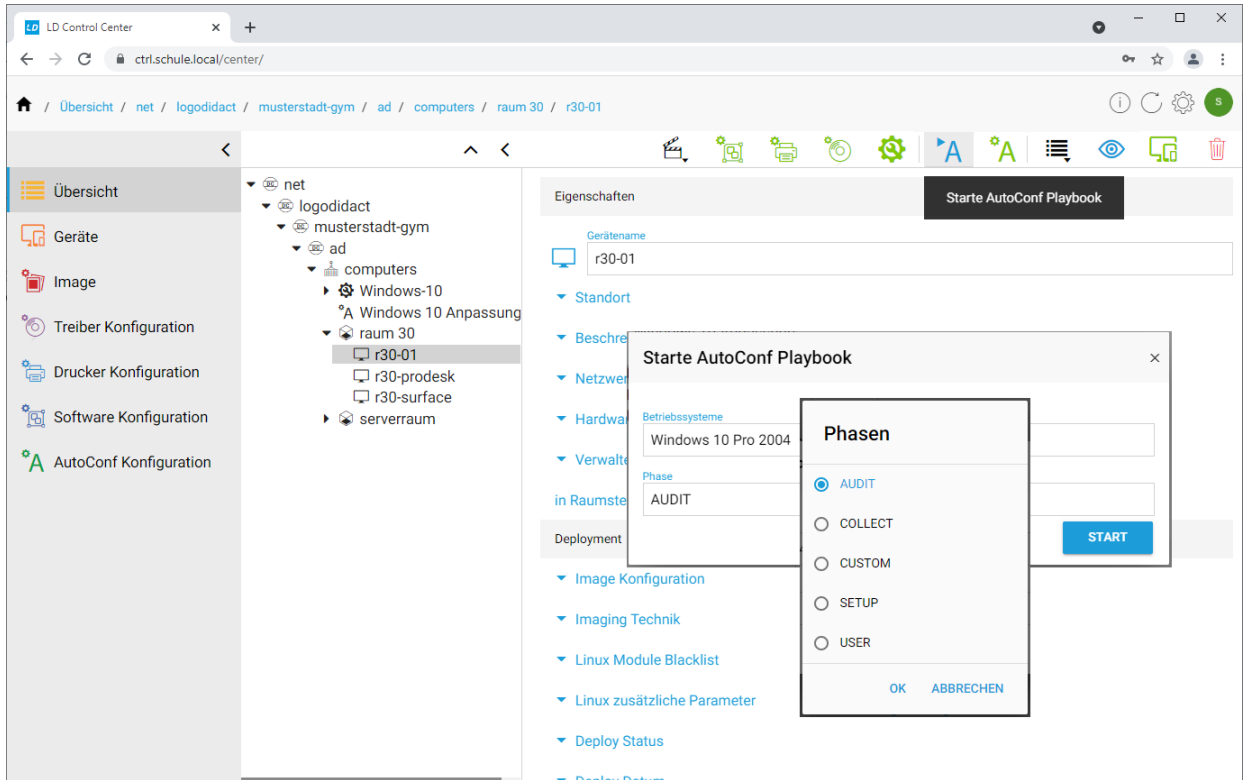 LD LD Control Center
ctrl.schule.local/center/
/ Übersicht / net / logodidact / musterstadt-gym / ad / computers / raum 30 / r30-01
S
Übersicht
Geräte
Image
Treiber Konfiguration
Drucker Konfiguration
Software Konfiguration
A AutoConf Konfiguration
net
logodidact
musterstadt-gym
ad
computers
Windows-10
A Windows 10 Anpassung
raum 30
r30-01
r30-prodesk
r30-surface
serverraum
A A
Starte AutoConf Playbook
Eigenschaften
Gerätename
r30-01
Standort
Netzwer
Hardwa
Verwalte
in Raumste
Deployment
Image Konfiguration
Imaging Technik
Linux Module Blacklist
Linux zusätzliche Parameter
Deploy Status
Deploy Datum
Starte AutoConf Playbook
Betriebssysteme
Windows 10 Pro 2004
Phase
AUDIT
START
Phasen
AUDIT
COLLECT
CUSTOM
SETUP
USER
OK ABBRECHEN